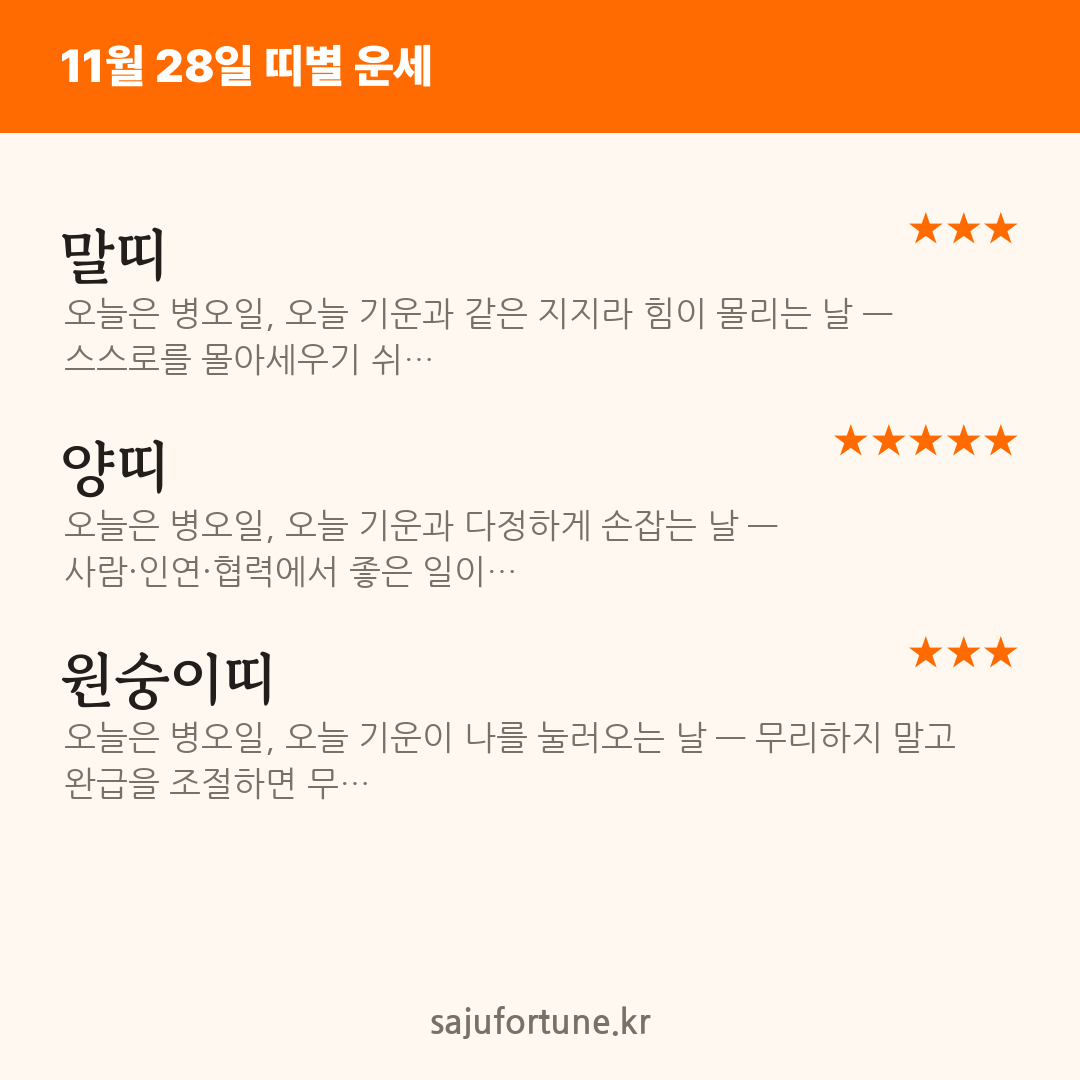 11월 28일 띠별 운세
★★★
말띠
오늘은 병오일, 오늘 기운과 같은 지지라 힘이 몰리는 날 —
스스로를 몰아세우기 쉬…
★★★★★
양띠
오늘은 병오일, 오늘 기운과 다정하게 손잡는 날 —
사람·인연·협력에서 좋은 일이…
★★★
원숭이띠
오늘은 병오일, 오늘 기운이 나를 눌러오는 날 — 무리하지 말고
완급을 조절하면 무…
sajufortune.kr